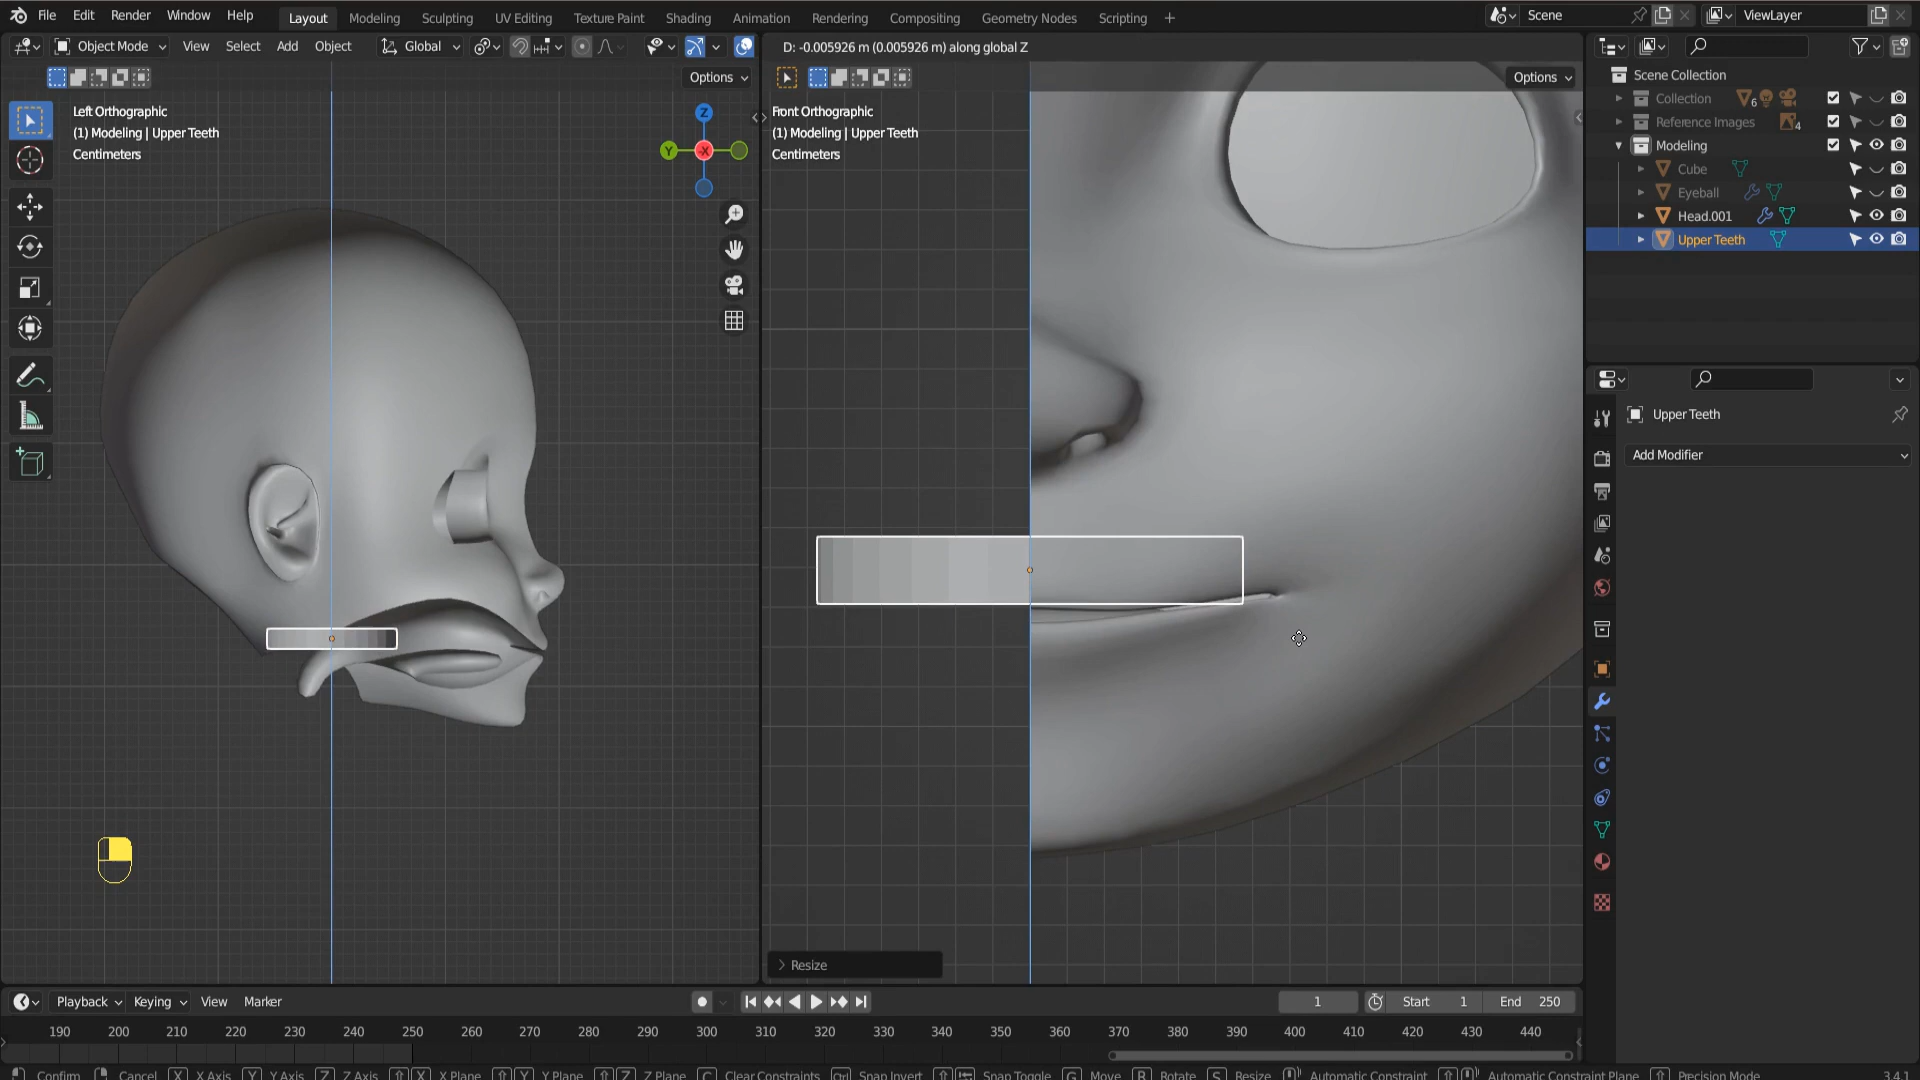 File Edit Render Window Help Layout Modeling Sculpting UV Editing Texture Paint Shading Animation Rendering Compositing Geometry Nodes Scripting + Scene ViewLayer
Object Mode View Select Add Object Global
D: -0.005926 m (0.005926 m) along global Z
Options
Options
Left Orthographic
(1) Modeling | Upper Teeth
Centimeters
Z
Y
X
Front Orthographic
(1) Modeling | Upper Teeth
Centimeters
Scene Collection
Collection 6
Reference Images 4
Modeling
Cube
Eyeball
Head.001
Upper Teeth
Upper Teeth
Add Modifier
Resize
Playback Keying View Marker 1 Start 1 End 250
190 200 210 220 230 240 250 260 270 280 290 300 310 320 330 340 350 360 370 380 390 400 410 420 430 440
Confirm Cancel X X Axis Y Y Axis Z Z Axis X X Plane Y Y Plane Z Z Plane C Clear Constraints Ctrl Snap Invert Snap Toggle G Move R Rotate S Resize Automatic Constraint Automatic Constraint Plane Precision Mode 3.4.1